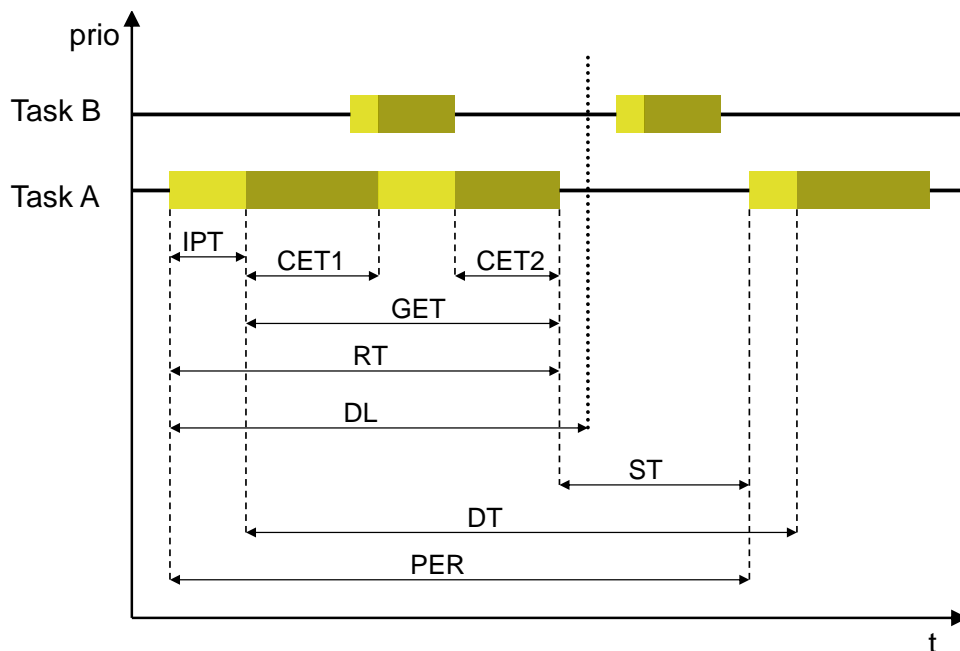 prio
Task B
Task A
IPT
CET1
CET2
GET
RT
DL
ST
DT
PER
t